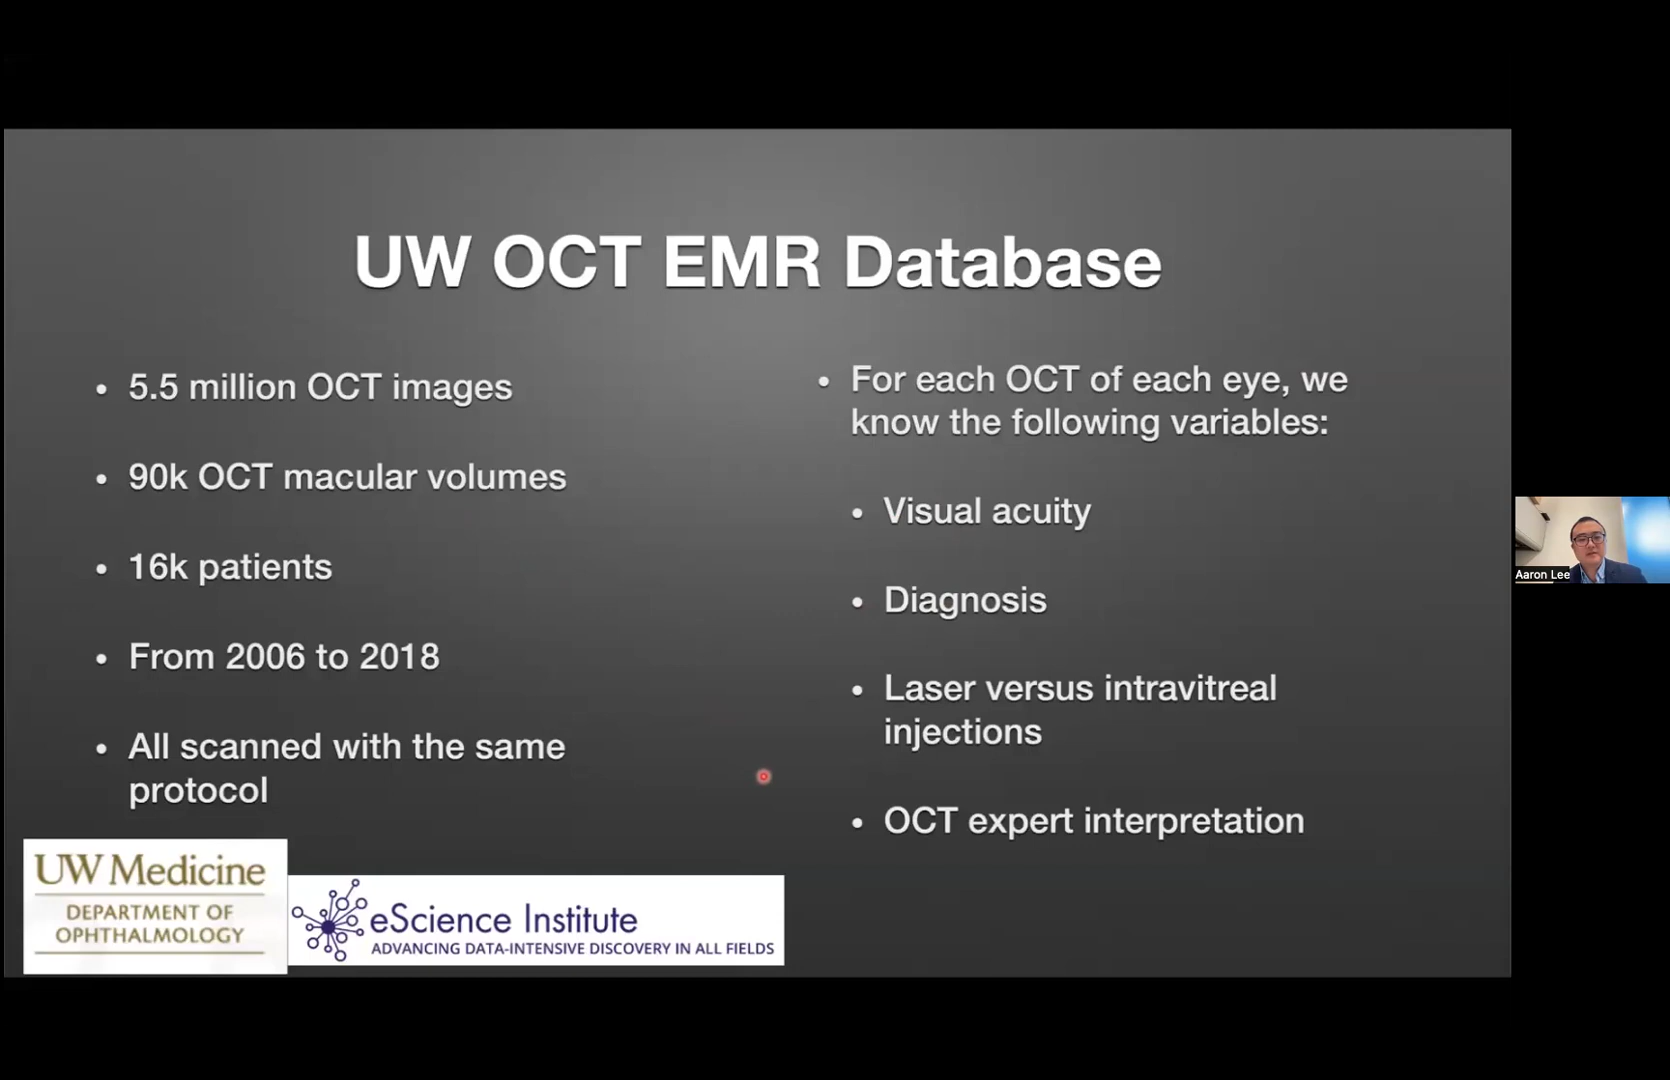 UW OCT EMR Database
• 5.5 million OCT images
• 90k OCT macular volumes
• 16k patients
• From 2006 to 2018
• All scanned with the same
protocol
• For each OCT of each eye, we
know the following variables:
• Visual acuity
• Diagnosis
• Laser versus intravitreal
injections
• OCT expert interpretation
UW Medicine
DEPARTMENT OF
OPHTHALMOLOGY
eScience Institute
ADVANCING DATA-INTENSIVE DISCOVERY IN ALL FIELDS
Aaron Lee